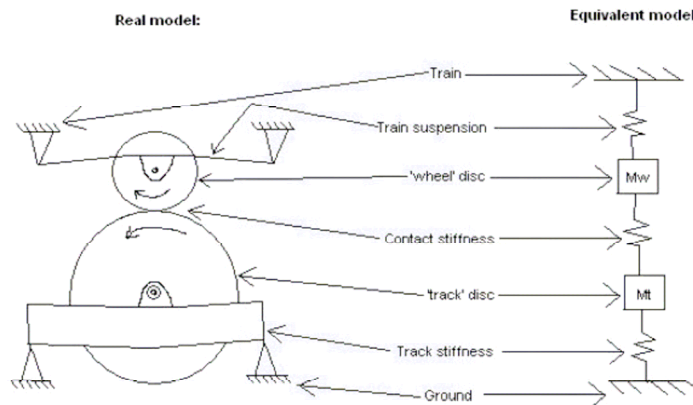 Real model:
Equivalent model
Train
Train suspension
'wheel' disc
Mw
Contact stiffness
'track' disc
Mt
Track stiffness
Ground